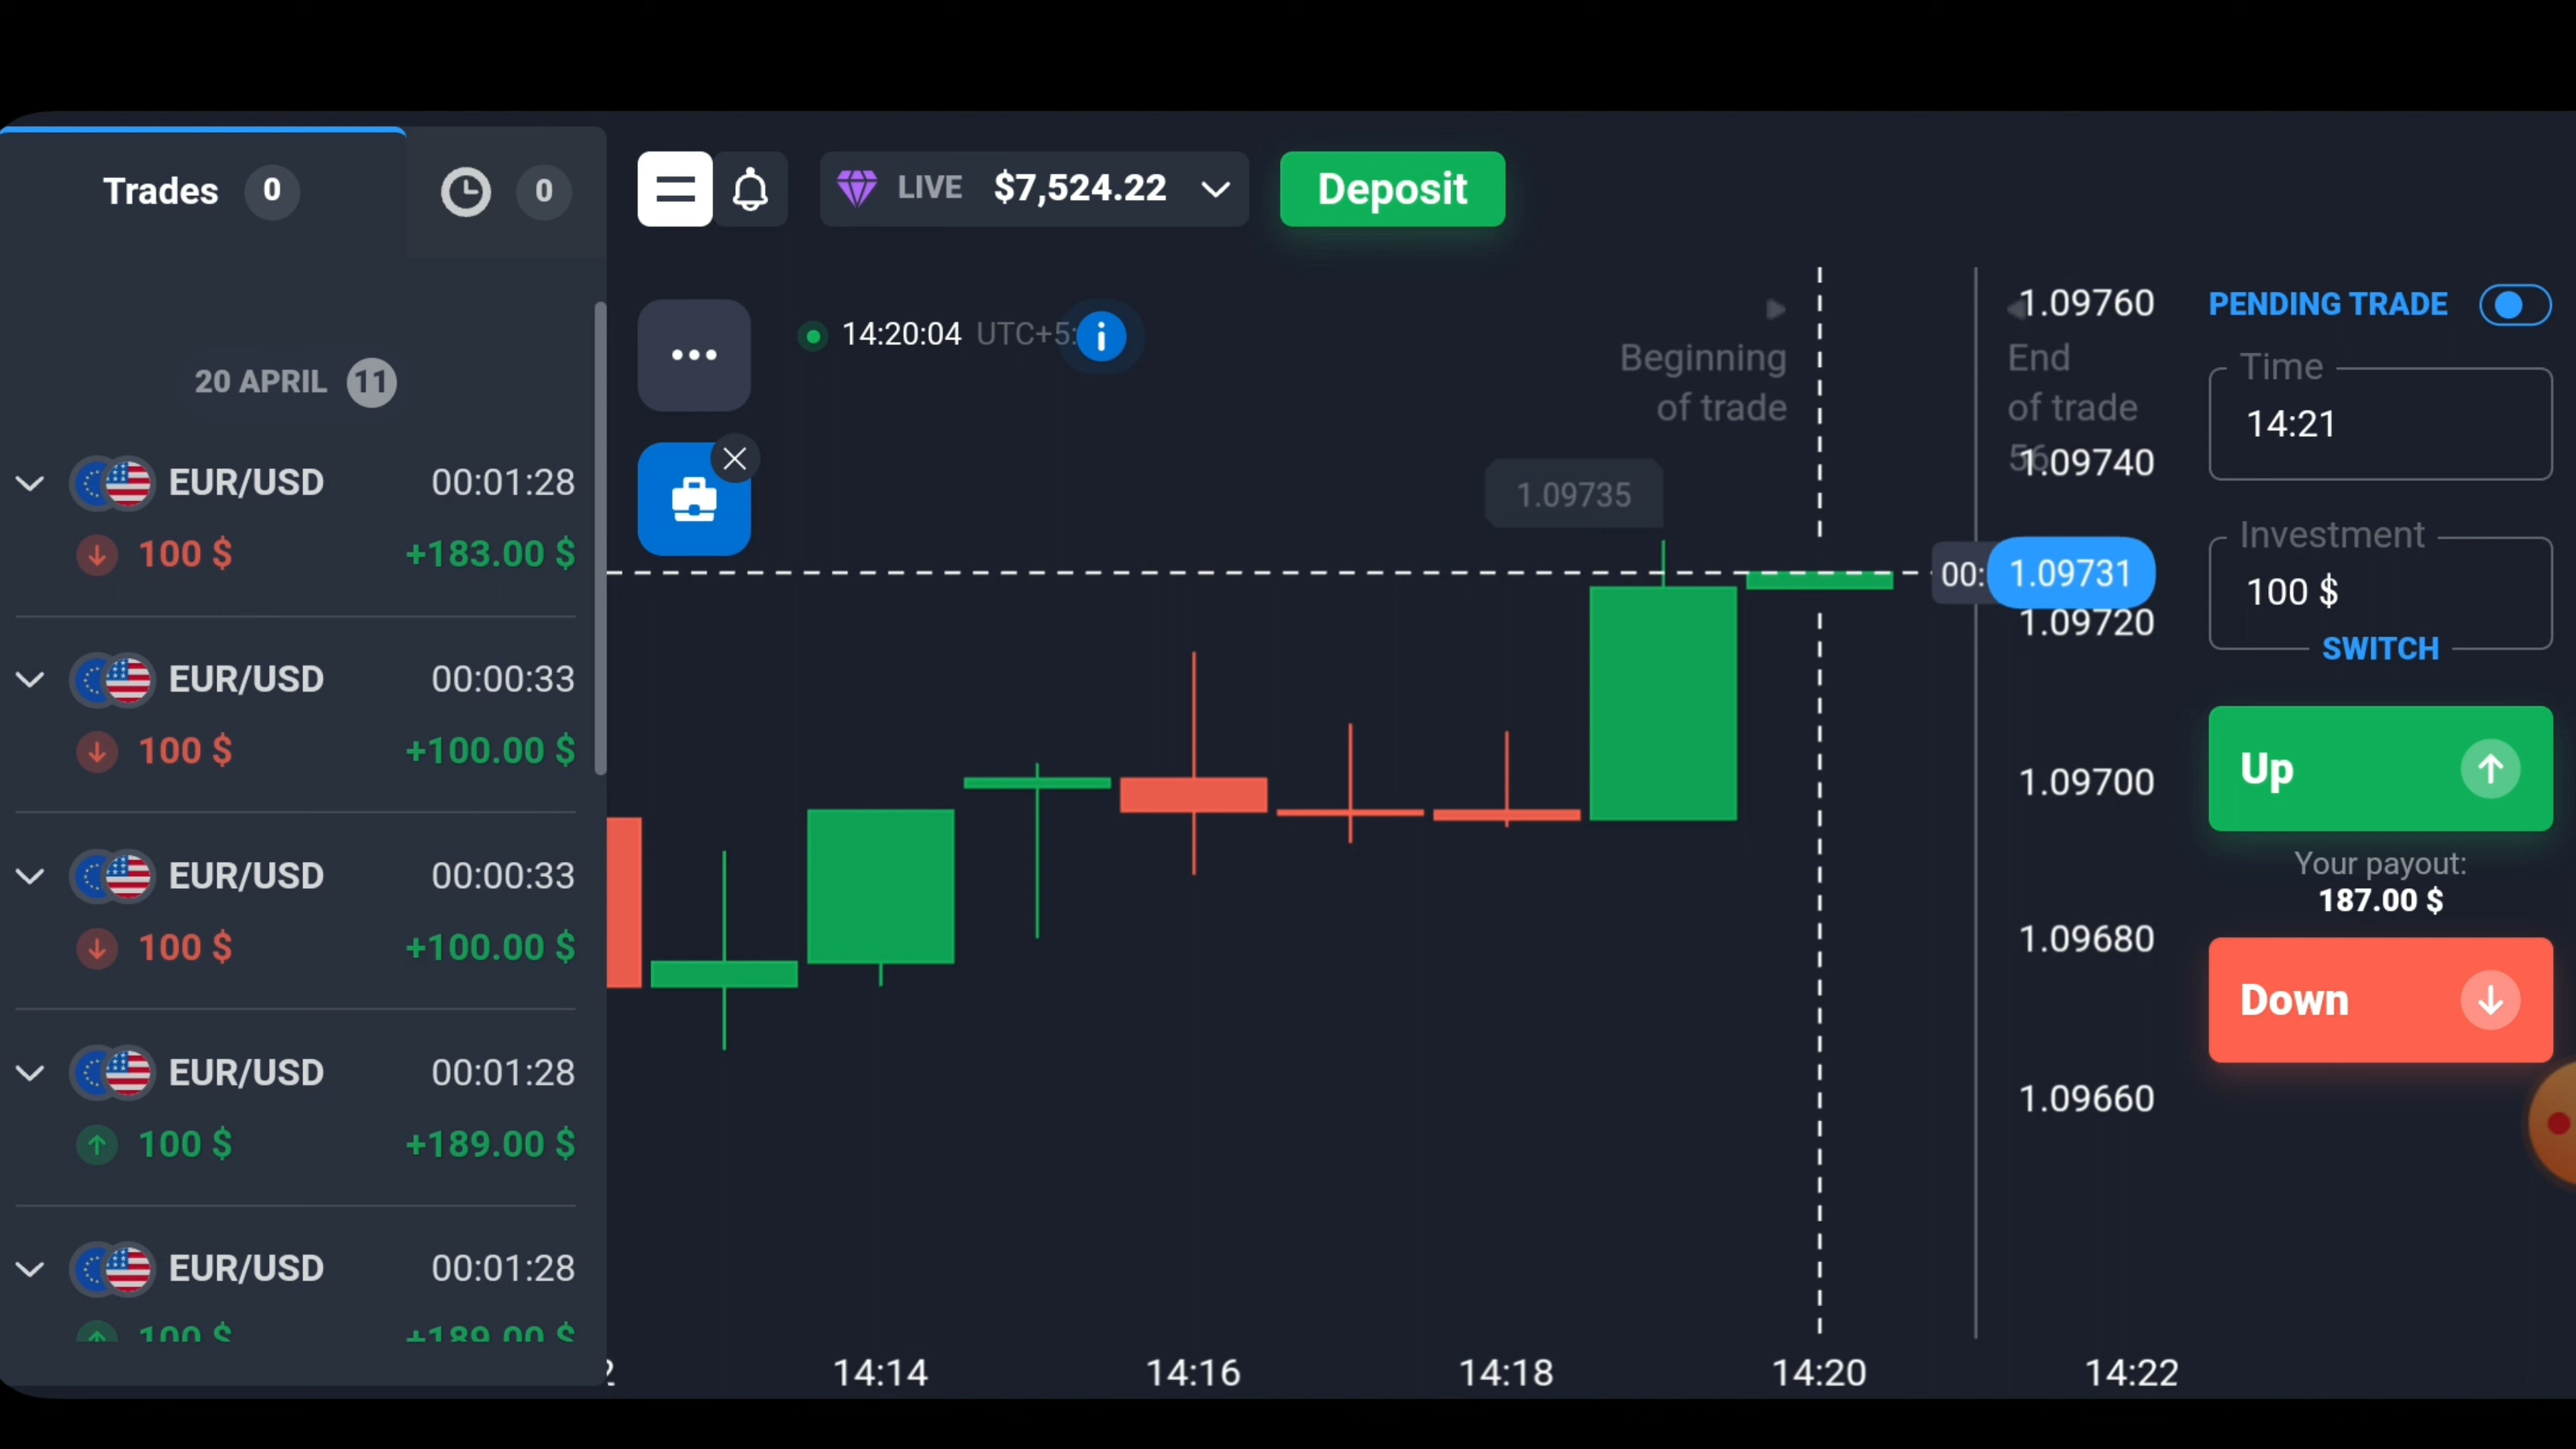 Trades 0
0
LIVE $7,524.22
Deposit
20 APRIL 11
EUR/USD 00:01:28
100 $ +183.00 $
EUR/USD 00:00:33
100 $ +100.00 $
EUR/USD 00:00:33
100 $ +100.00 $
EUR/USD 00:01:28
100 $ +189.00 $
EUR/USD 00:01:28
100 $ +189.00 $
14:20:04 UTC+5:
Beginning
of trade
End
of trade
56
1.09735
1.09760
1.09740
00: 1.09731
1.09720
1.09700
1.09680
1.09660
2 14:14 14:16 14:18 14:20 14:22
PENDING TRADE
Time
14:21
Investment
100 $
SWITCH
Up
Your payout:
187.00 $
Down